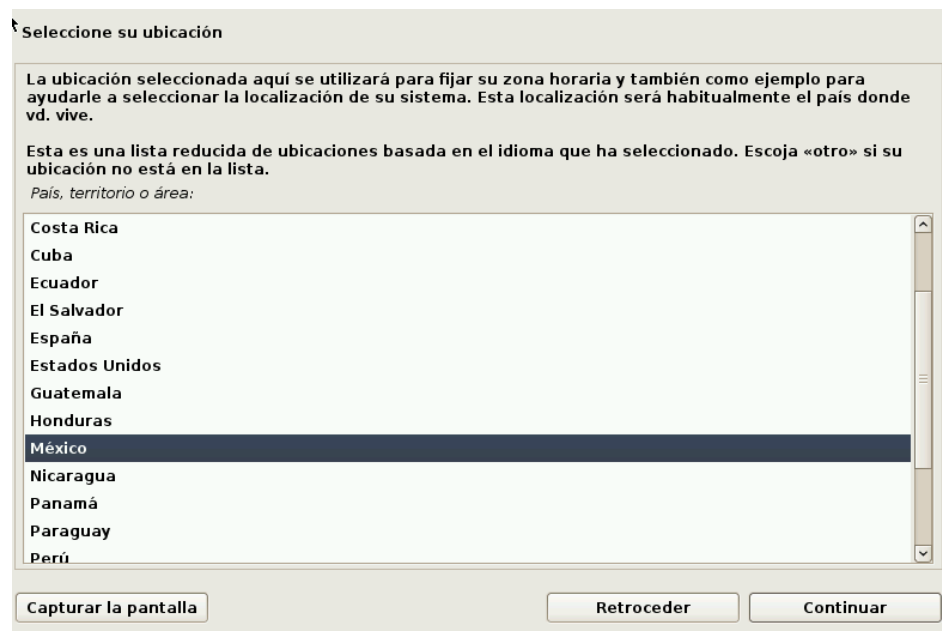 Seleccione su ubicación
La ubicación seleccionada aquí se utilizará para fijar su zona horaria y también como ejemplo para
ayudarle a seleccionar la localización de su sistema. Esta localización será habitualmente el país donde
vd. vive.
Esta es una lista reducida de ubicaciones basada en el idioma que ha seleccionado. Escoja «otro» si su
ubicación no está en la lista.
País, territorio o área:
Costa Rica
Cuba
Ecuador
El Salvador
España
Estados Unidos
Guatemala
Honduras
México
Nicaragua
Panamá
Paraguay
Perú
Capturar la pantalla
Retroceder
Continuar